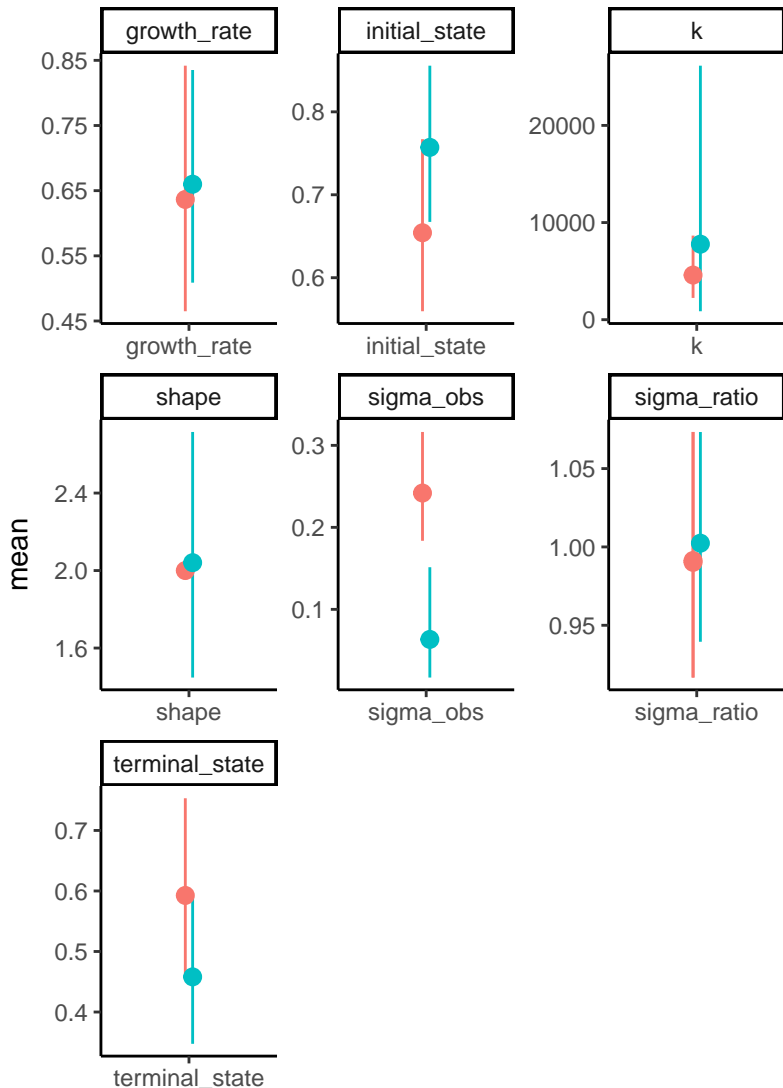 growth_rate
initial_state
k
0.85
0.75
0.65
0.55
0.45
growth_rate
0.8
0.7
0.6
initial_state
20000
10000
0
k
shape
sigma_obs
sigma_ratio
mean
2.4
2.0
1.6
shape
0.3
0.2
0.1
sigma_obs
1.05
1.00
0.95
sigma_ratio
terminal_state
0.7
0.6
0.5
0.4
terminal_state